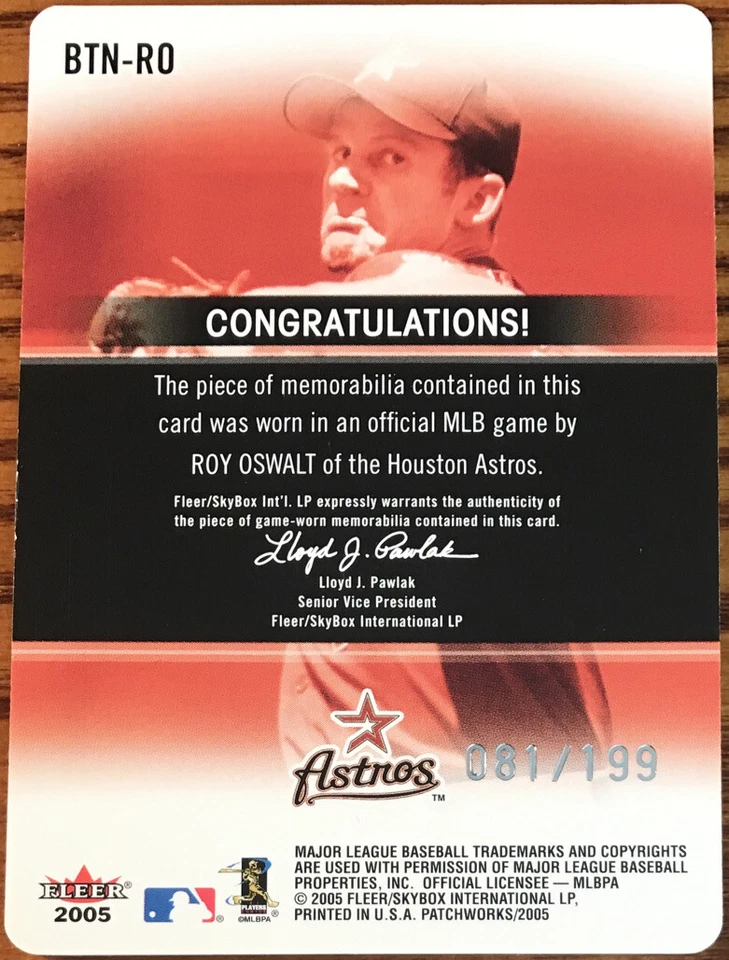 BTN-RO
CONGRATULATIONS!
The piece of memorabilia contained in this
card was worn in an official MLB game by
ROY OSWALT of the Houston Astros.
Fleer/SkyBox Int'l. LP expressly warrants the authenticity of
the piece of game-worn memorabilia contained in this card.
Lloyd J. Pawlak
Lloyd J. Pawlak
Senior Vice President
Fleer/SkyBox International LP
Astros TM
081/199
MAJOR LEAGUE BASEBALL TRADEMARKS AND COPYRIGHTS
ARE USED WITH PERMISSION OF MAJOR LEAGUE BASEBALL
PROPERTIES, INC. OFFICIAL LICENSEE — MLBPA
© 2005 FLEER/SKYBOX INTERNATIONAL LP,
PRINTED IN U.S.A. PATCHWORKS/2005
FLEER®
2005
®
PLAYERS
CHOICE
©MLBPA